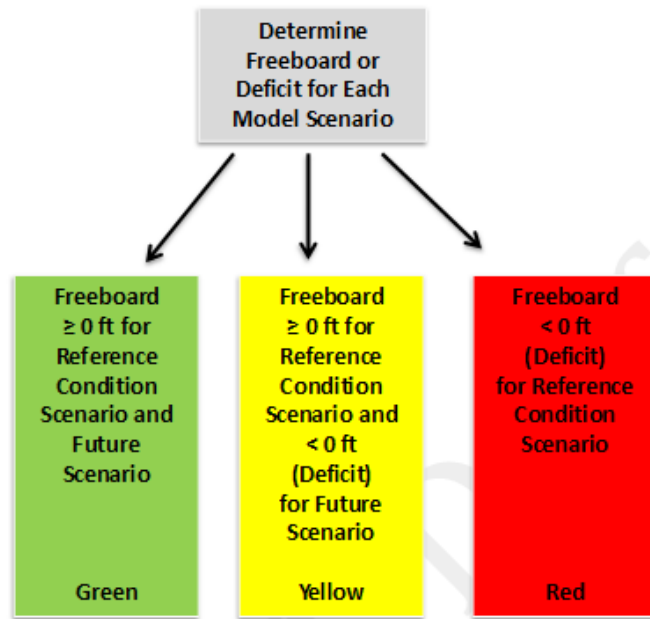 Determine
Freeboard or
Deficit for Each
Model Scenario
Freeboard
≥ 0 ft for
Reference
Condition
Scenario and
Future
Scenario
Green
Freeboard
≥ 0 ft for
Reference
Condition
Scenario and
< 0 ft
(Deficit)
for Future
Scenario
Yellow
Freeboard
< 0 ft
(Deficit)
for Reference
Condition
Scenario
Red